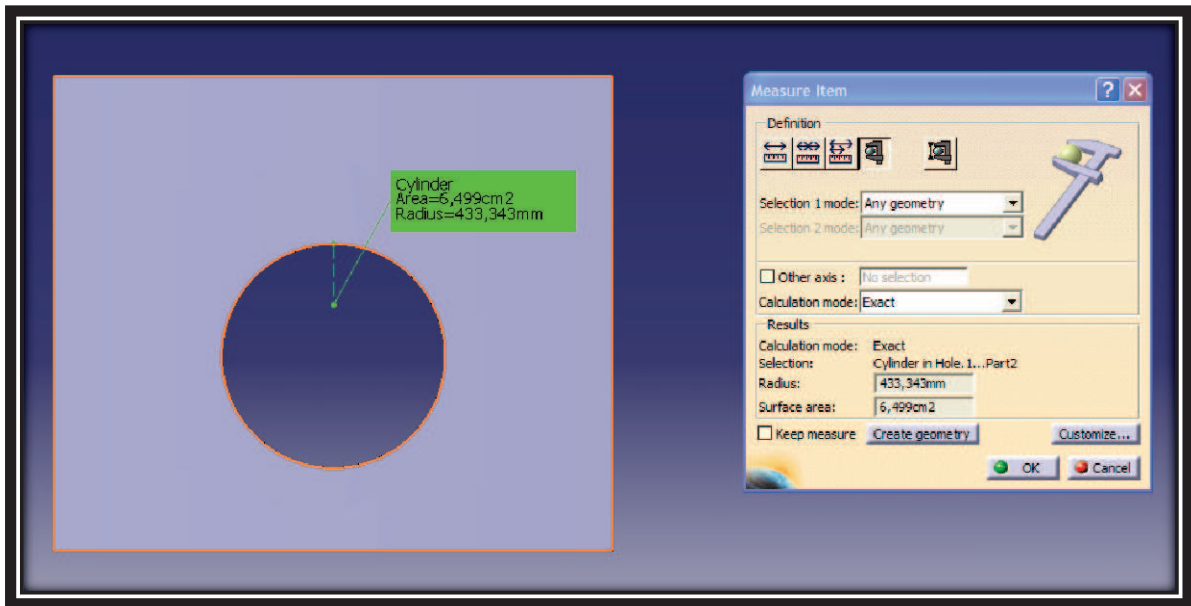 Cylinder
Area=6,499cm2
Radius=433,343mm
Measure Item
Definition
Selection 1 mode: Any geometry
Selection 2 mode: Any geometry
Other axis : No selection
Calculation mode: Exact
Results
Calculation mode: Exact
Selection: Cylinder in Hole.1...Part2
Radius: 433,343mm
Surface area: 6,499cm2
Keep measure Create geometry Customize...
OK Cancel